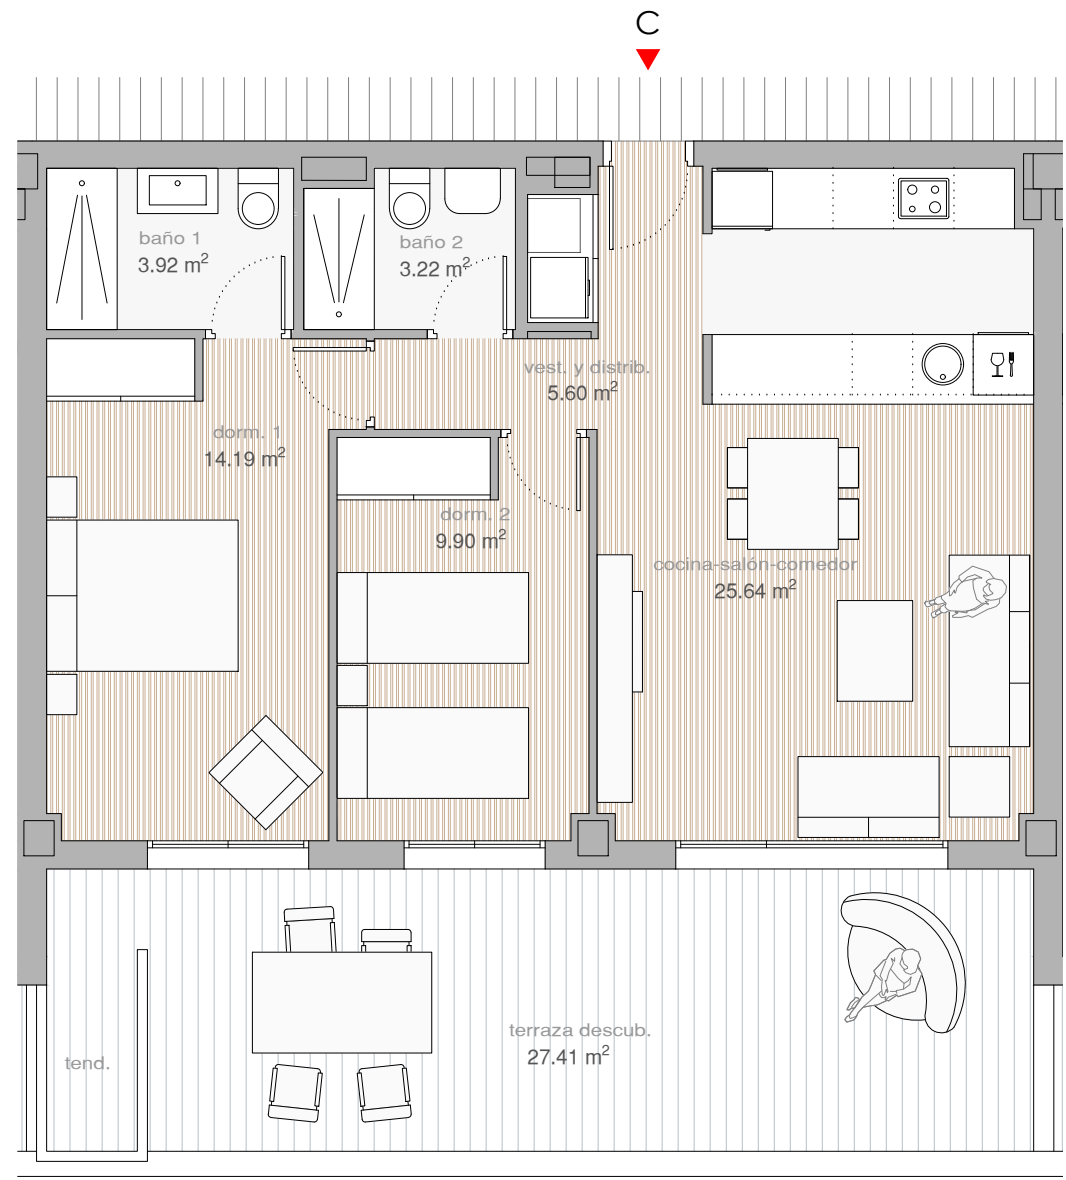 C
baño 1
3.92 m²
baño 2
3.22 m²
vest. y distrib.
5.60 m²
dorm. 1
14.19 m²
dorm. 2
9.90 m²
cocina-salón-comedor
25.64 m²
terraza descub.
27.41 m²
tend.